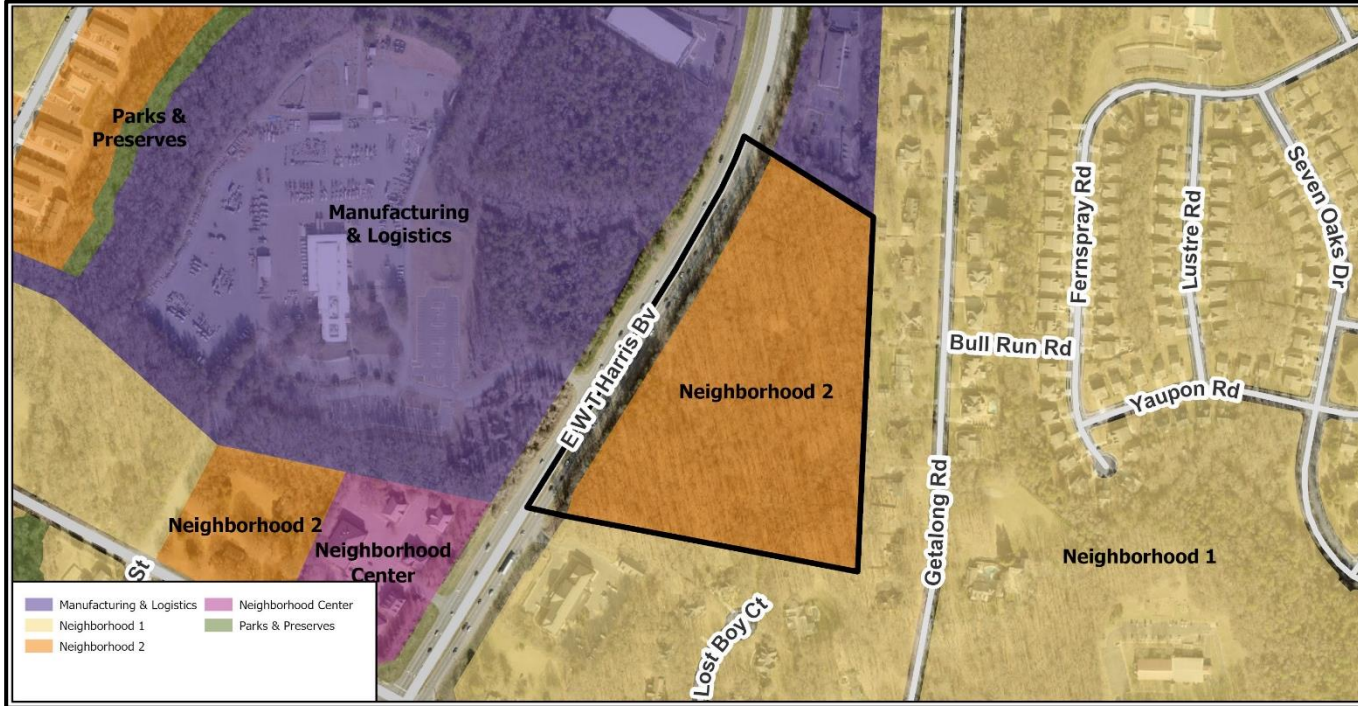 Parks &
Preserves
Manufacturing
& Logistics
E W T Harris Bv
Neighborhood 2
Bull Run Rd
Fernspray Rd
Lustre Rd
Seven Oaks Dr
Yaupon Rd
Getalong Rd
Neighborhood 1
Neighborhood 2
Neighborhood
Center
St
Lost Boy Ct
Manufacturing & Logistics
Neighborhood 1
Neighborhood 2
Neighborhood Center
Parks & Preserves